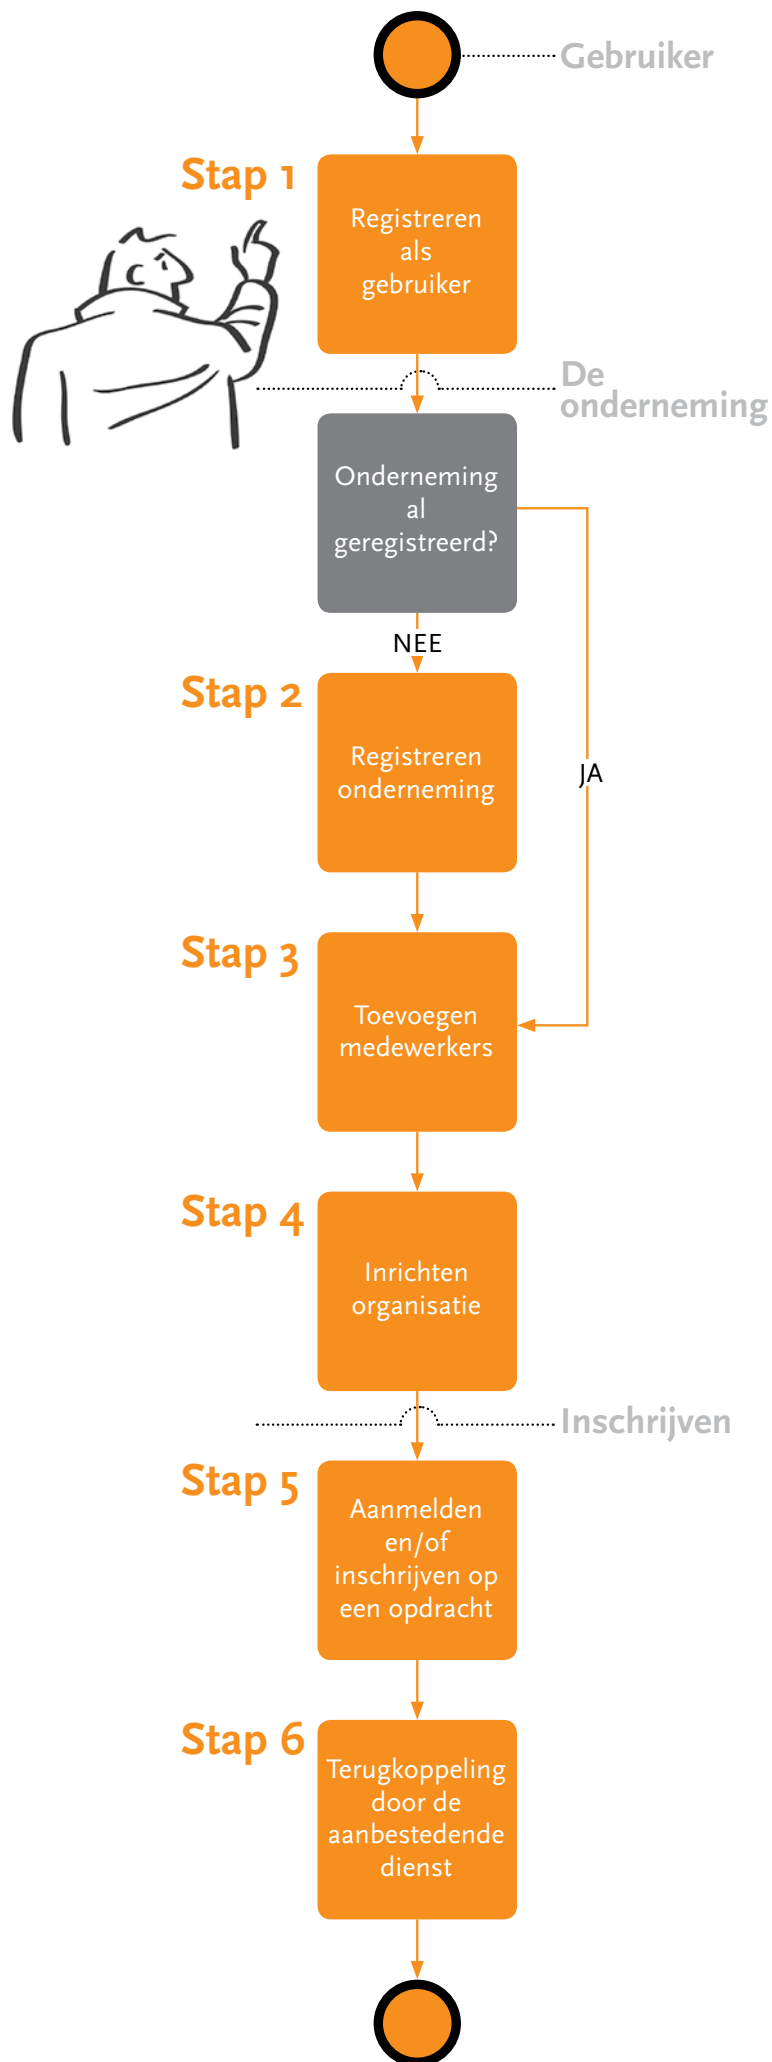 Gebruiker
Stap 1
Registreren
als
gebruiker
De
onderneming
Onderneming
al
geregistreerd?
NEE
Stap 2
Registreren
onderneming
JA
Stap 3
Toevoegen
medewerkers
Stap 4
Inrichten
organisatie
Inschrijven
Stap 5
Aanmelden
en/of
inschrijven op
een opdracht
Stap 6
Terugkoppeling
door de
aanbestedende
dienst